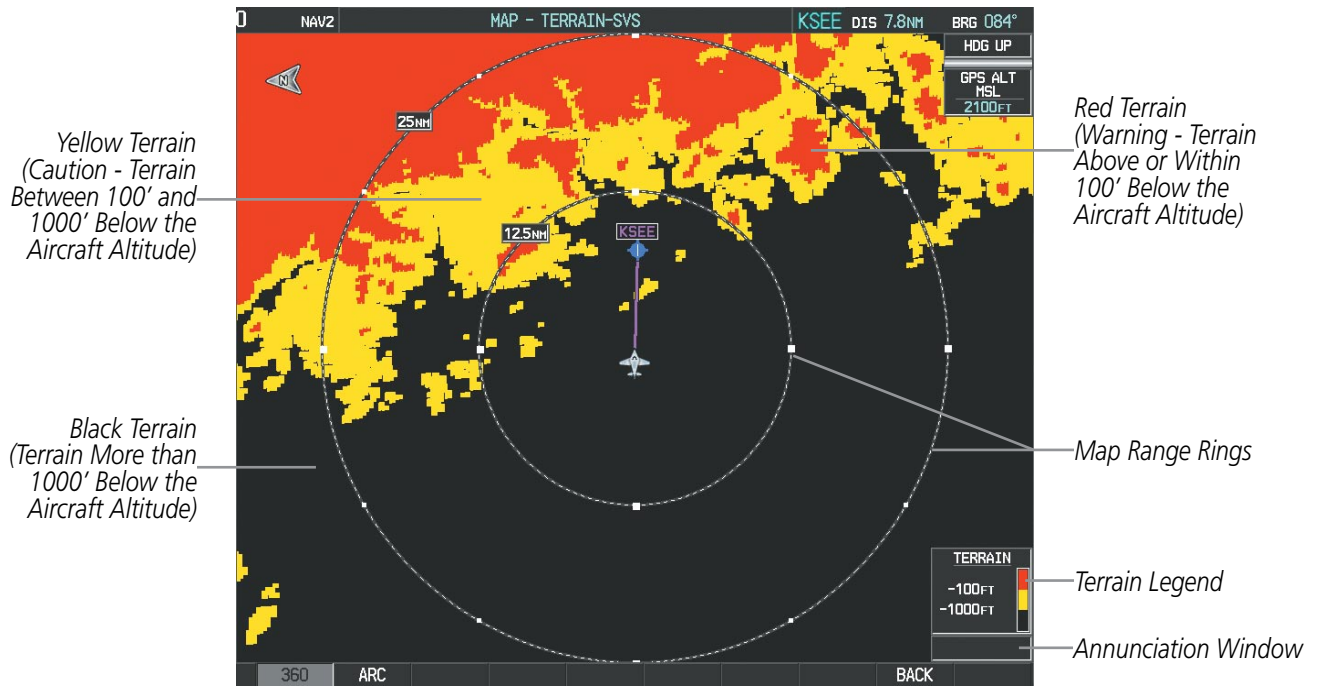 0 NAV2 MAP - TERRAIN-SVS KSEE DIS 7.8NM BRG 084°
HDG UP
N
GPS ALT
MSL
2100FT
25NM
Yellow Terrain
(Caution - Terrain
Between 100' and
1000' Below the
Aircraft Altitude)
Red Terrain
(Warning - Terrain
Above or Within
100' Below the
Aircraft Altitude)
12.5NM
KSEE
Black Terrain
(Terrain More than
1000' Below the
Aircraft Altitude)
Map Range Rings
TERRAIN
-100FT
-1000FT
Terrain Legend
Annunciation Window
360 ARC BACK